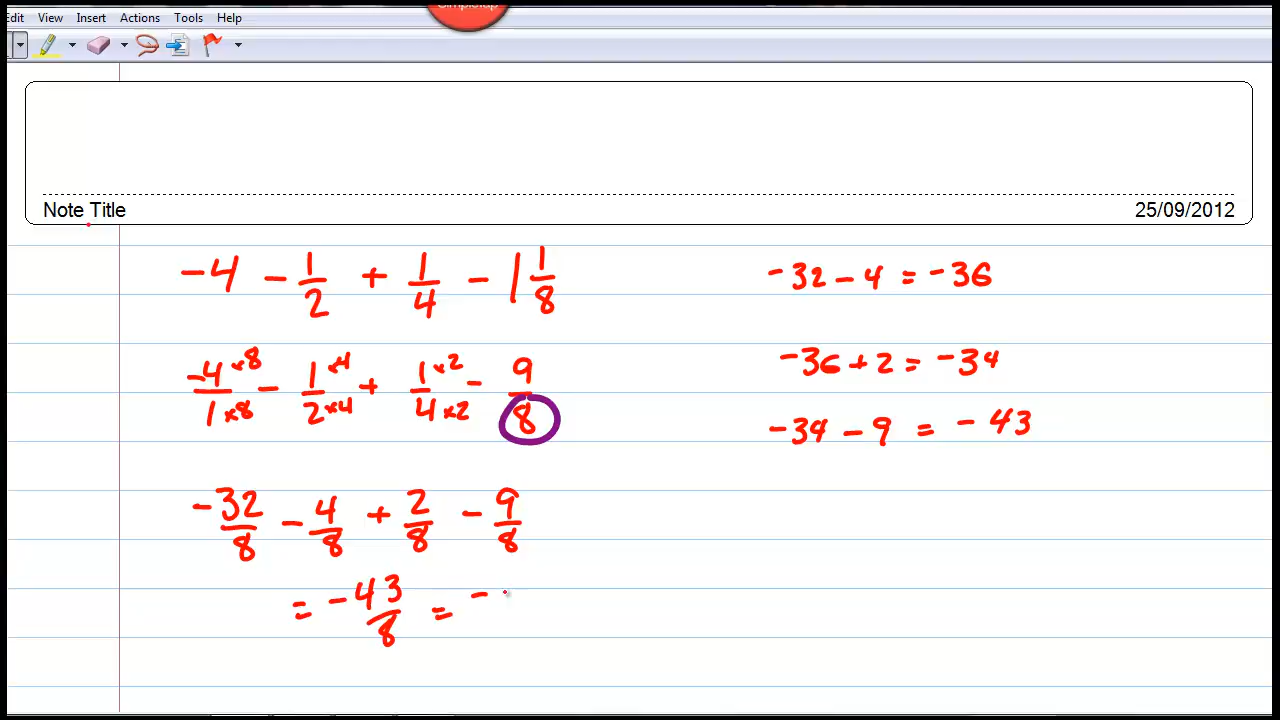 SimpleTap
Edit View Insert Actions Tools Help
Note Title 25/09/2012
-4 - 1/2 + 1/4 - 1 1/8
-32 - 4 = -36
-4×8/1×8 - 1×4/2×4 + 1×2/4×2 - 9/8
-36 + 2 = -34
-34 - 9 = -43
-32/8 - 4/8 + 2/8 - 9/8
= -43/8 = -